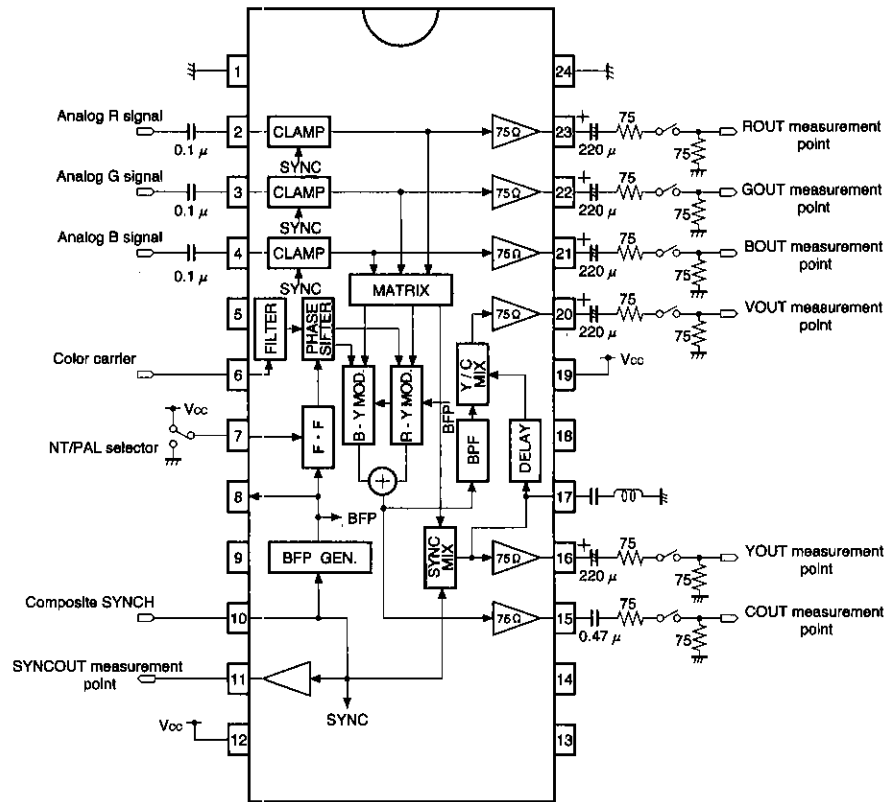 1
24
Analog R signal
0.1 μ
2
CLAMP
SYNC
75Ω
23
+
220 μ
75
75
ROUT measurement
point
Analog G signal
0.1 μ
3
CLAMP
SYNC
75Ω
22
+
220 μ
75
75
GOUT measurement
point
Analog B signal
0.1 μ
4
CLAMP
SYNC
75Ω
21
+
220 μ
75
75
BOUT measurement
point
MATRIX
5
FILTER
PHASE
SIFTER
75Ω
20
+
220 μ
75
75
VOUT measurement
point
Color carrier
6
B - Y MOD.
R - Y MOD.
BFP
Y / C
MIX
19
Vcc
Vcc
NT/PAL selector
7
F - F
BPF
DELAY
18
+
8
BFP
17
9
BFP GEN.
SYNC
MIX
75Ω
16
+
220 μ
75
75
YOUT measurement
point
Composite SYNCH
10
75Ω
15
0.47 μ
75
75
COUT measurement
point
SYNCOUT measurement
point
11
SYNC
14
Vcc
12
13